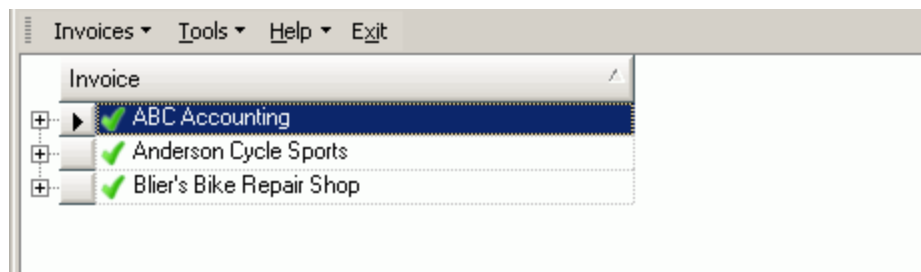 Invoices Tools Help Exit
Invoice
ABC Accounting
Anderson Cycle Sports
Blier's Bike Repair Shop